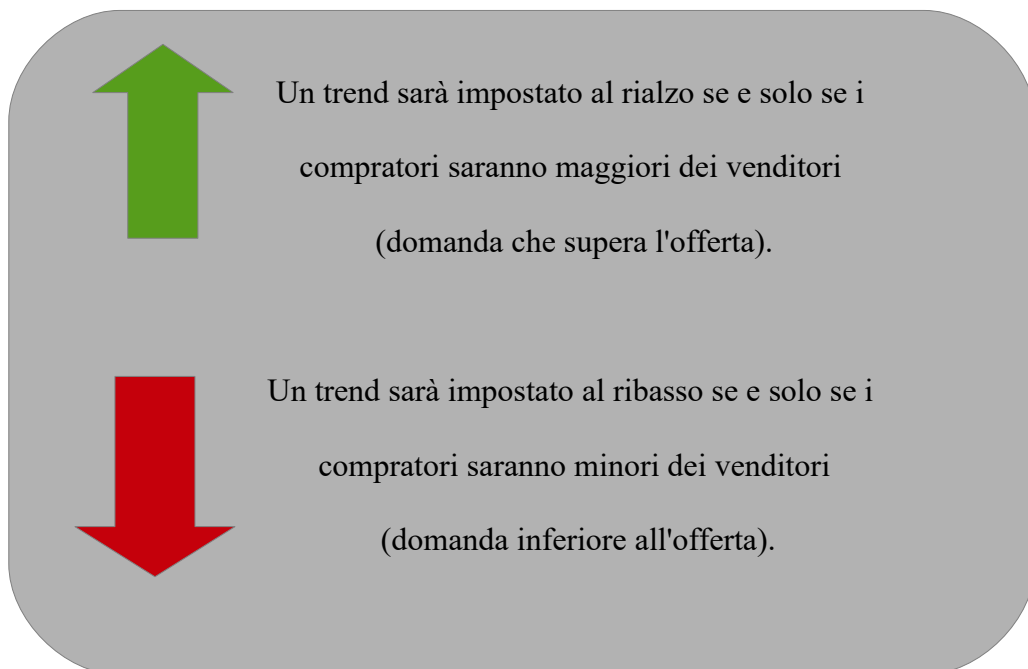 Un trend sarà impostato al rialzo se e solo se i
compratori saranno maggiori dei venditori
(domanda che supera l'offerta).
Un trend sarà impostato al ribasso se e solo se i
compratori saranno minori dei venditori
(domanda inferiore all'offerta).